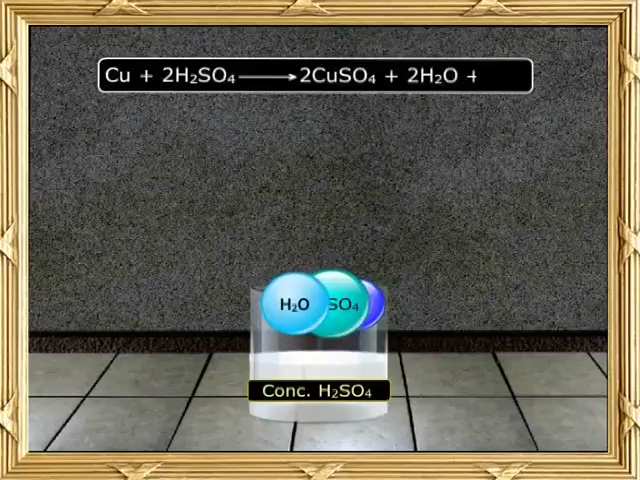 Cu + 2H₂SO₄⟶2CuSO₄ + 2H₂O +
H₂O
SO₄
Conc. H₂SO₄